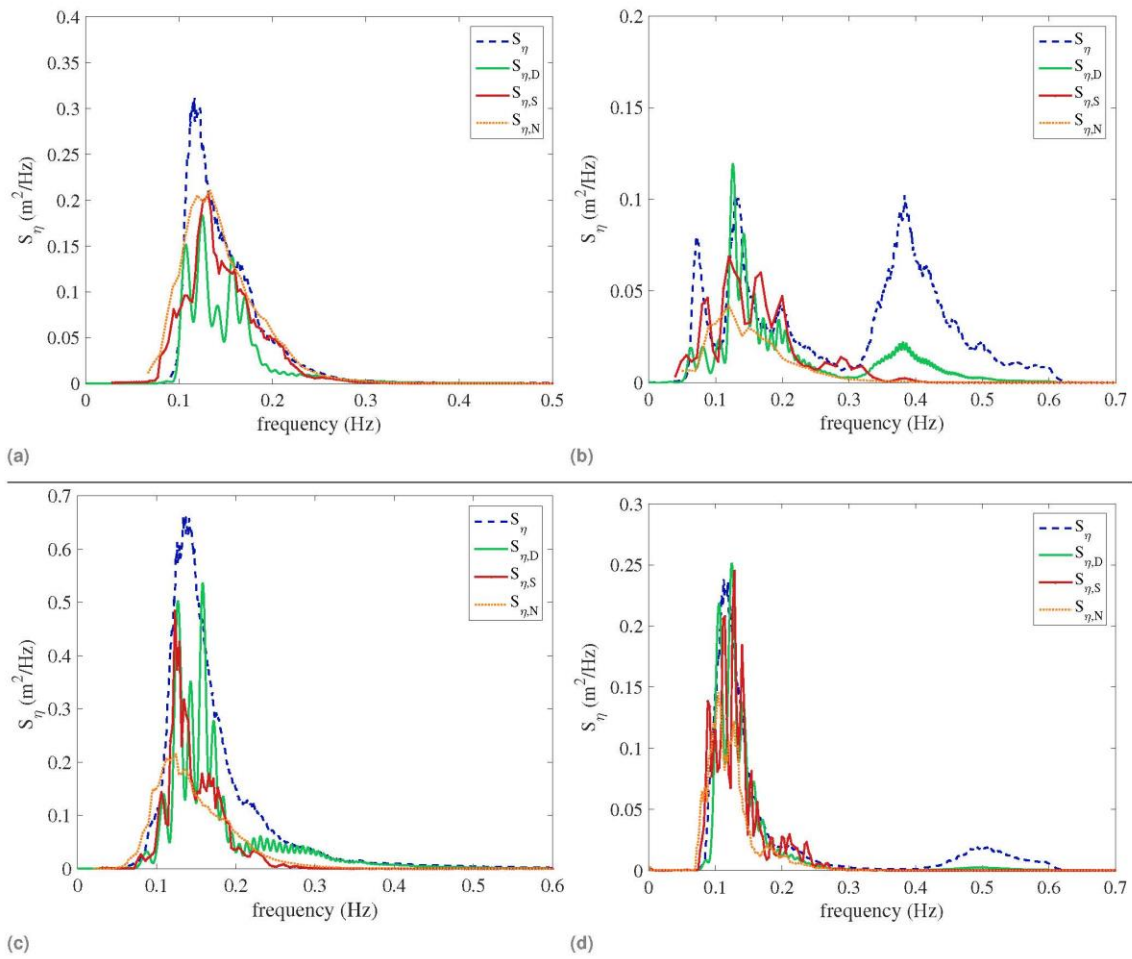 0.4
0.35
0.3
0.25
0.2
0.15
0.1
0.05
0
S_η (m²/Hz)
0 0.1 0.2 0.3 0.4 0.5
frequency (Hz)
S_η
S_η,D
S_η,S
S_η,N
(a)
0.2
0.15
0.1
0.05
0
S_η (m²/Hz)
0 0.1 0.2 0.3 0.4 0.5 0.6 0.7
frequency (Hz)
S_η
S_η,D
S_η,S
S_η,N
(b)
0.7
0.6
0.5
0.4
0.3
0.2
0.1
0
S_η (m²/Hz)
0 0.1 0.2 0.3 0.4 0.5 0.6
frequency (Hz)
S_η
S_η,D
S_η,S
S_η,N
(c)
0.3
0.25
0.2
0.15
0.1
0.05
0
S_η (m²/Hz)
0 0.1 0.2 0.3 0.4 0.5 0.6 0.7
frequency (Hz)
S_η
S_η,D
S_η,S
S_η,N
(d)